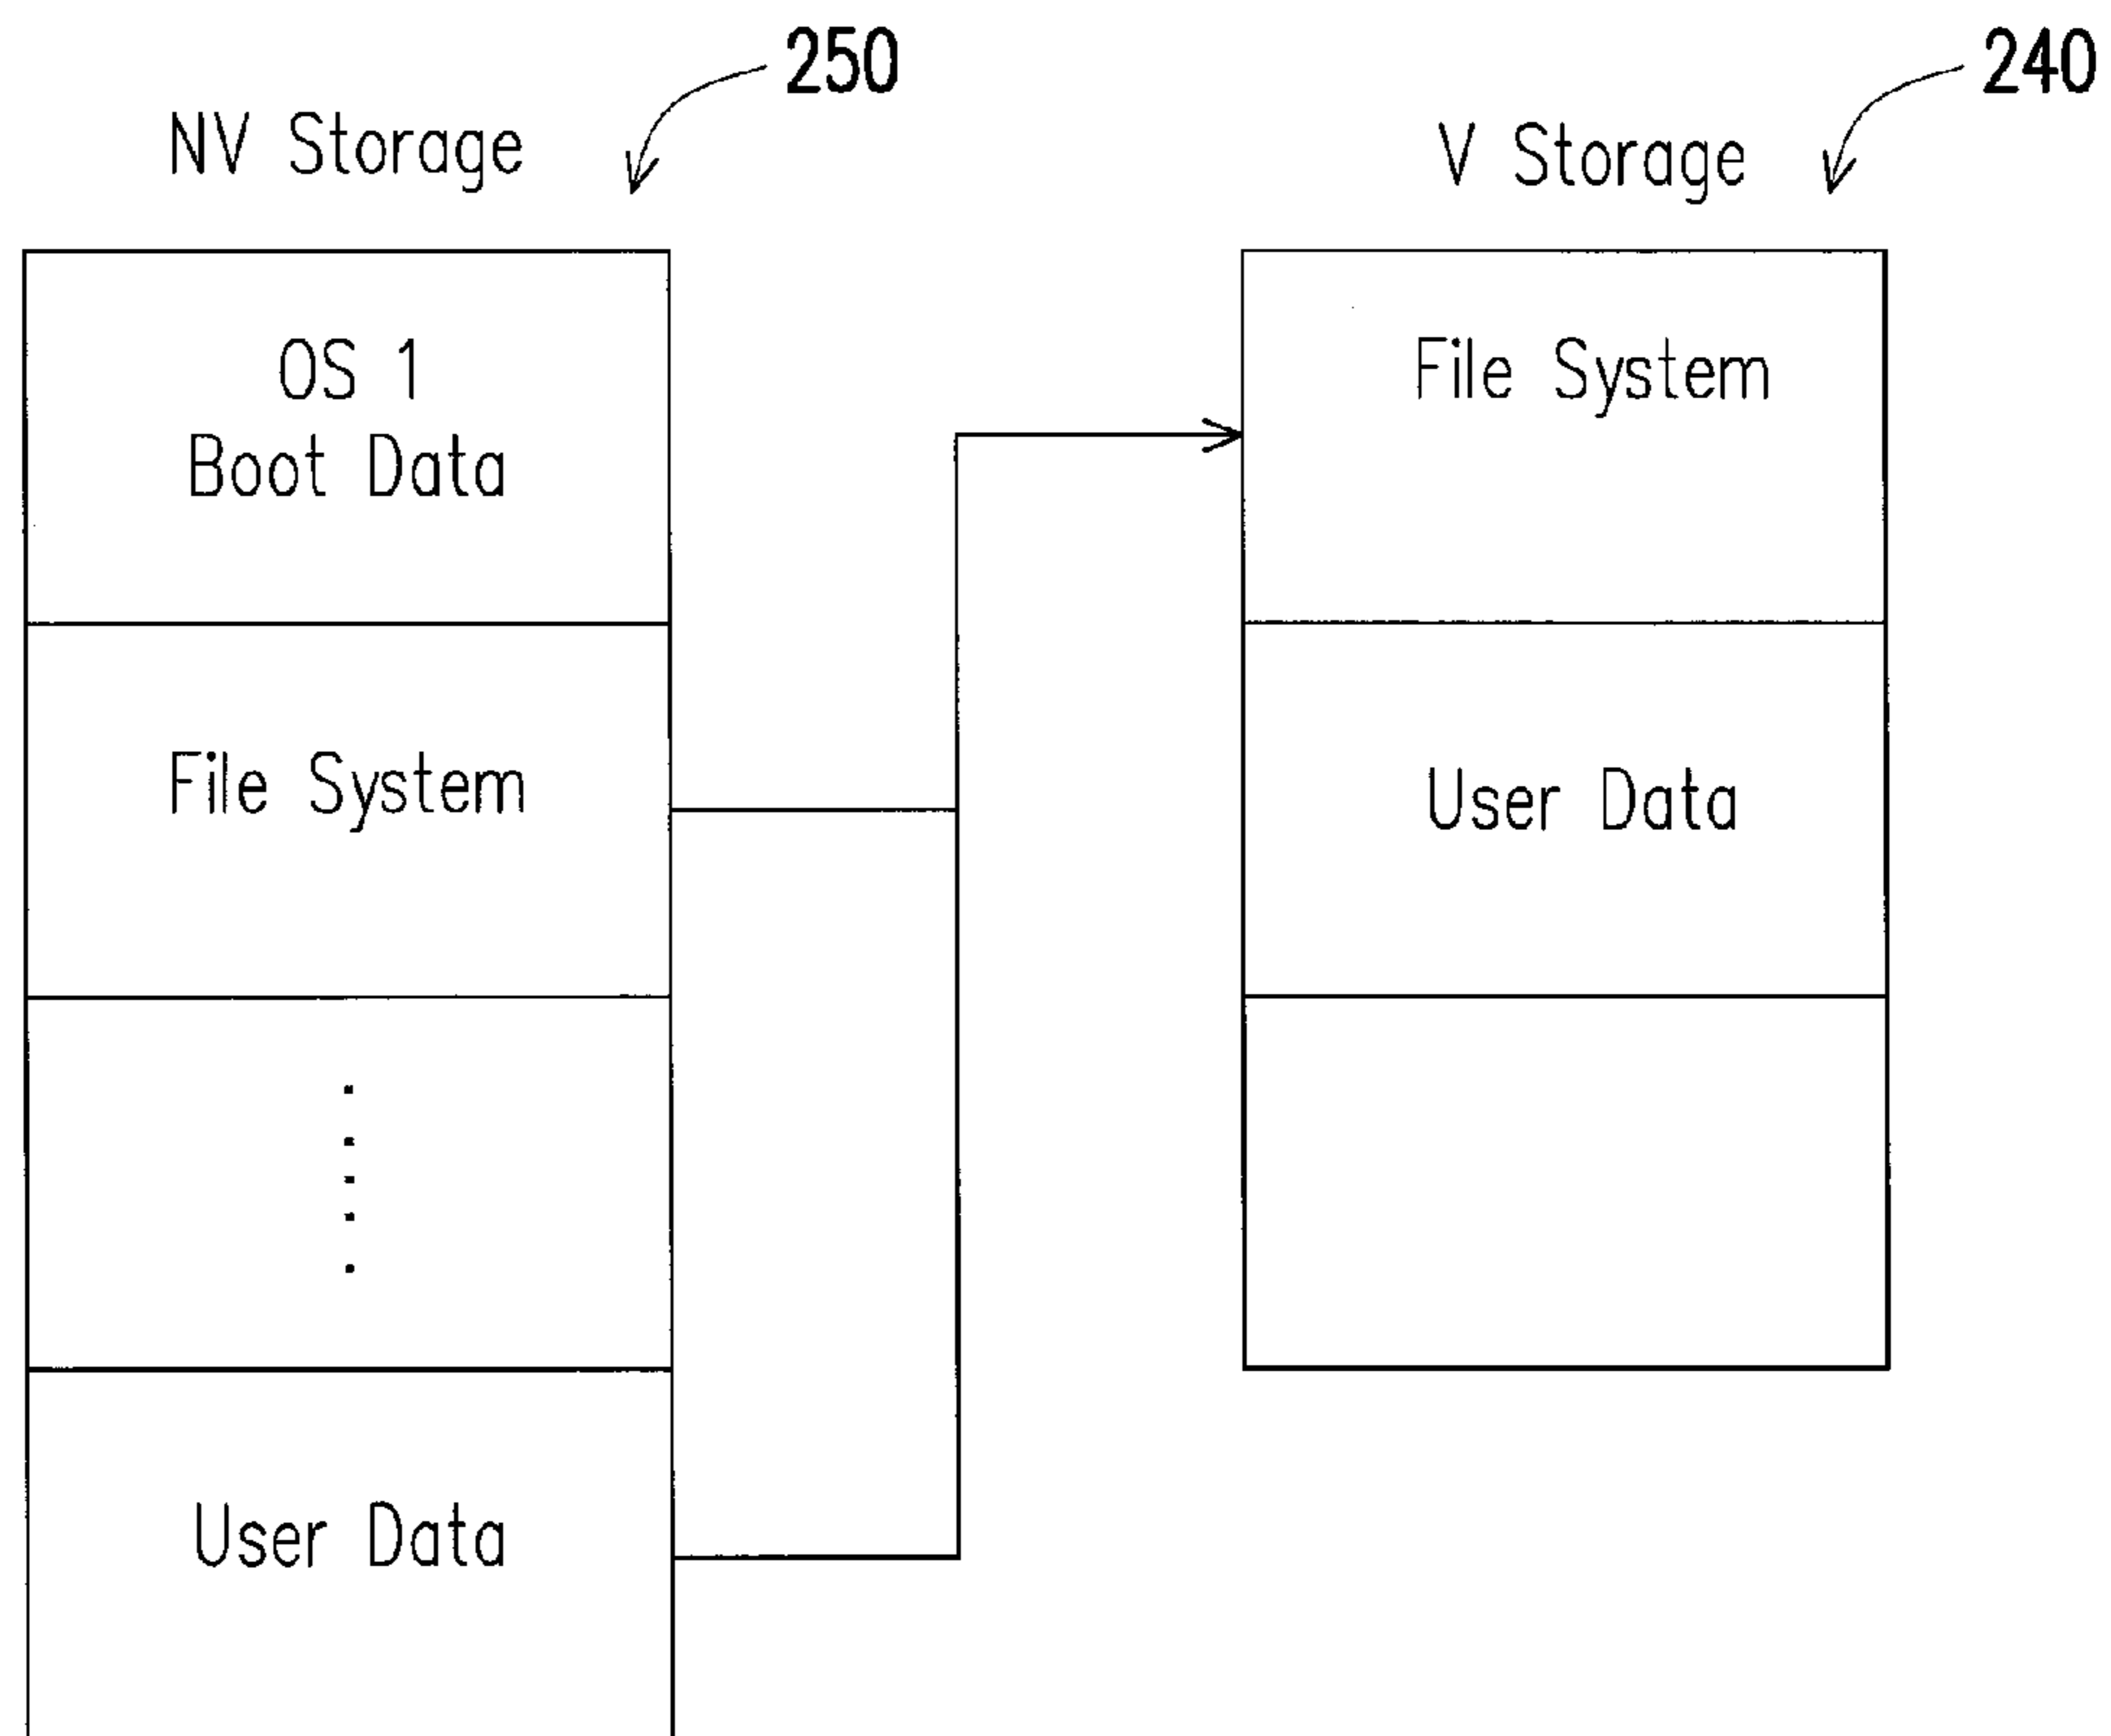 250
NV Storage
OS 1
Boot Data
File System
User Data
240
V Storage
File System
User Data